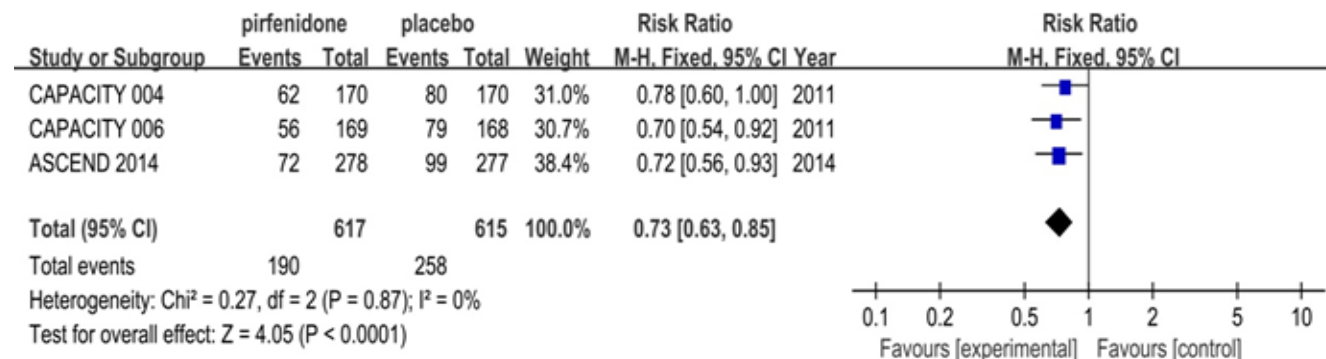 pirfenidone placebo Risk Ratio Risk Ratio
Study or Subgroup Events Total Events Total Weight M-H, Fixed, 95% CI Year M-H, Fixed, 95% CI
CAPACITY 004 62 170 80 170 31.0% 0.78 [0.60, 1.00] 2011
CAPACITY 006 56 169 79 168 30.7% 0.70 [0.54, 0.92] 2011
ASCEND 2014 72 278 99 277 38.4% 0.72 [0.56, 0.93] 2014
Total (95% CI) 617 615 100.0% 0.73 [0.63, 0.85]
Total events 190 258
Heterogeneity: Chi² = 0.27, df = 2 (P = 0.87); I² = 0%
Test for overall effect: Z = 4.05 (P < 0.0001)
0.1 0.2 0.5 1 2 5 10
Favours [experimental] Favours [control]